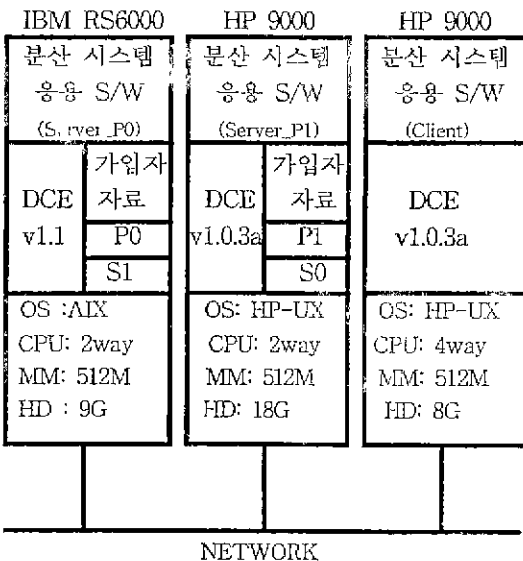 IBM RS6000
분산 시스템
응용 S/W
(Server_P0)
DCE
v1.1
가입자
자료
P0
S1
OS :AIX
CPU: 2way
MM: 512M
HD : 9G
HP 9000
분산 시스템
응용 S/W
(Server_P1)
DCE
v1.0.3a
가입자
자료
P1
S0
OS: HP-UX
CPU: 2way
MM: 512M
HD: 18G
HP 9000
분산 시스템
응용 S/W
(Client)
DCE
v1.0.3a
OS: HP-UX
CPU: 4way
MM: 512M
HD: 8G
NETWORK